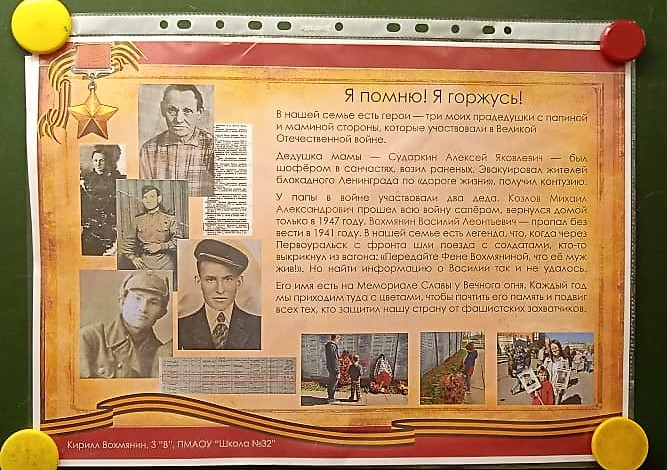 Я помню! Я горжусь!
В нашей семье есть герои — три моих прадедушки с папиной
и маминой стороны, которые участвовали в Великой
Отечественной войне.
Дедушка мамы — Сударкин Алексей Яковлевич — был
шофёром в санчастях, возил раненых. Эвакуировал жителей
блокадного Ленинграда по «дороге жизни», получил контузию.
У папы в войне участвовали два деда. Козлов Михаил
Александрович прошел всю войну сапёром, вернулся домой
только в 1947 году. Вохмянин Василий Леонтьевич — пропал без
вести в 1941 году. В нашей семье есть легенда, что, когда через
Первоуральск с фронта шли поезда с солдатами, кто-то
выкрикнул из вагона: «Передайте Фене Вохмяниной, что её муж
жив!». Но найти информацию о Василии так и не удалось.
Его имя есть на Мемориале Славы у Вечного огня. Каждый год
мы приходим туда с цветами, чтобы почтить его память и подвиг
всех тех, кто защитил нашу страну от фашистских захватчиков.
Кирилл Вохмянин, 3 "В", ПМАОУ "Школа №32"